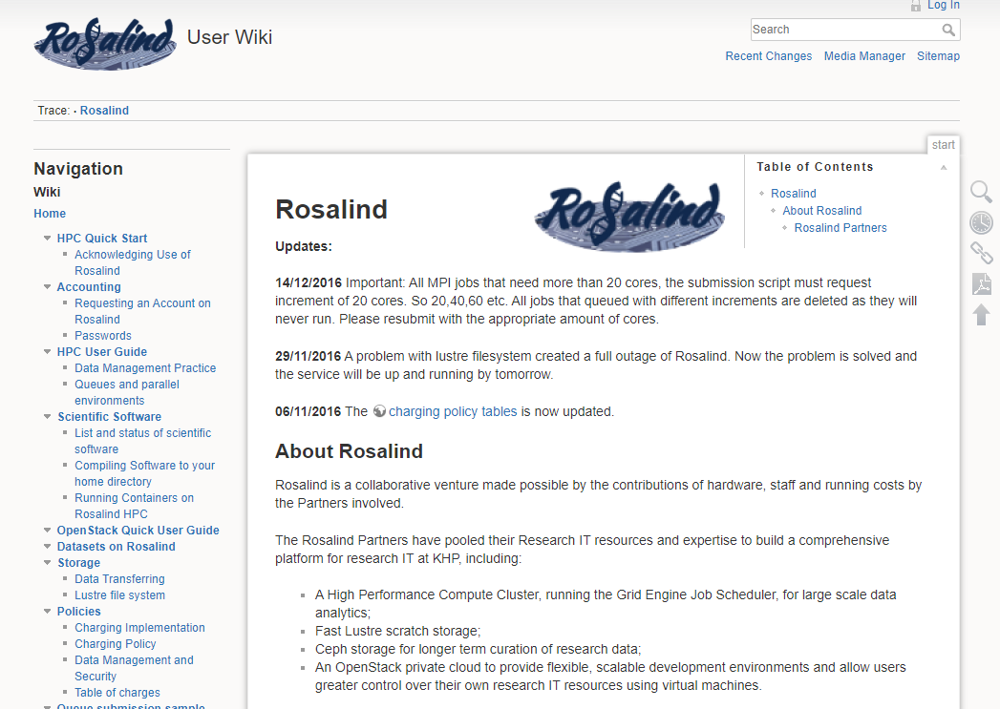 Log In
Rosalind
User Wiki
Search
Recent Changes Media Manager Sitemap
Trace: • Rosalind
start
Navigation
Wiki
Home
HPC Quick Start
Acknowledging Use of
Rosalind
Accounting
Requesting an Account on
Rosalind
Passwords
HPC User Guide
Data Management Practice
Queues and parallel
environments
Scientific Software
List and status of scientific
software
Compiling Software to your
home directory
Running Containers on
Rosalind HPC
OpenStack Quick User Guide
Datasets on Rosalind
Storage
Data Transferring
Lustre file system
Policies
Charging Implementation
Charging Policy
Data Management and
Security
Table of charges
Queue submission sample
Table of Contents
Rosalind
About Rosalind
Rosalind Partners
Rosalind
Rosalind
Updates:
14/12/2016 Important: All MPI jobs that need more than 20 cores, the submission script must request
increment of 20 cores. So 20,40,60 etc. All jobs that queued with different increments are deleted as they will
never run. Please resubmit with the appropriate amount of cores.
29/11/2016 A problem with lustre filesystem created a full outage of Rosalind. Now the problem is solved and
the service will be up and running by tomorrow.
06/11/2016 The charging policy tables is now updated.
About Rosalind
Rosalind is a collaborative venture made possible by the contributions of hardware, staff and running costs by
the Partners involved.
The Rosalind Partners have pooled their Research IT resources and expertise to build a comprehensive
platform for research IT at KHP, including:
A High Performance Compute Cluster, running the Grid Engine Job Scheduler, for large scale data
analytics;
Fast Lustre scratch storage;
Ceph storage for longer term curation of research data;
An OpenStack private cloud to provide flexible, scalable development environments and allow users
greater control over their own research IT resources using virtual machines.